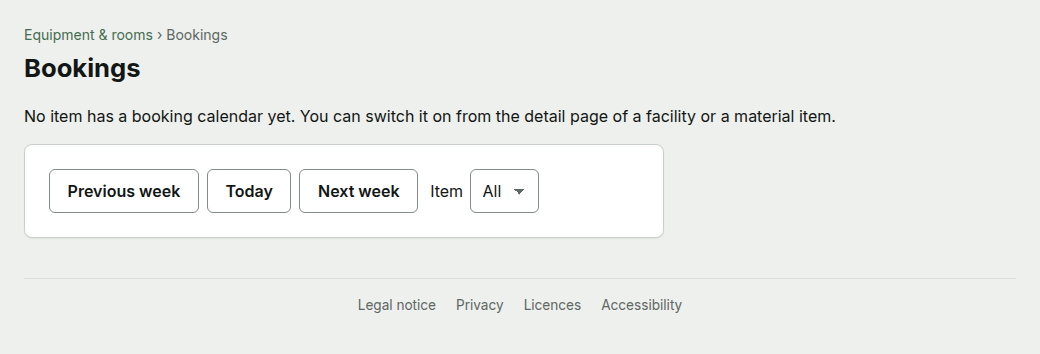 Equipment & rooms › Bookings
Bookings
No item has a booking calendar yet. You can switch it on from the detail page of a facility or a material item.
Previous week Today Next week Item All
Legal notice Privacy Licences Accessibility